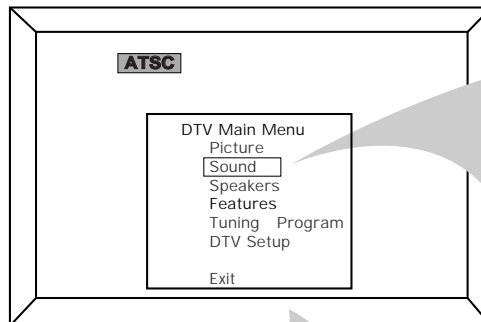 ATSC
DTV Main Menu
Picture
Sound
Speakers
Features
Tuning Program
DTV Setup
Exit